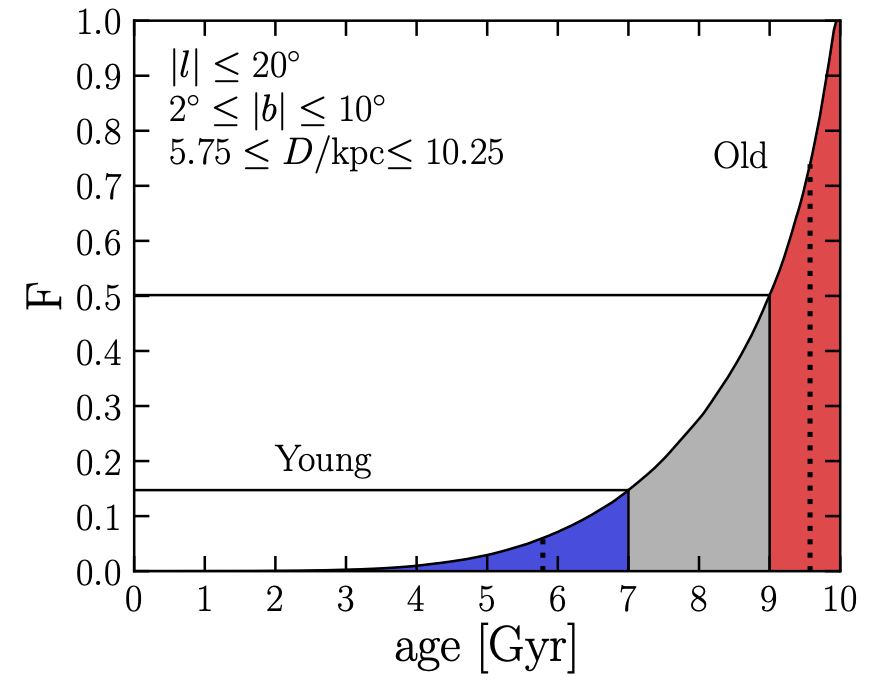 1.0
|l| ≤ 20°
0.9
2° ≤ |b| ≤ 10°
0.8
5.75 ≤ D/kpc≤ 10.25
Old
0.7
0.6
F
0.5
0.4
0.3
Young
0.2
0.1
0.0
0 1 2 3 4 5 6 7 8 9 10
age [Gyr]